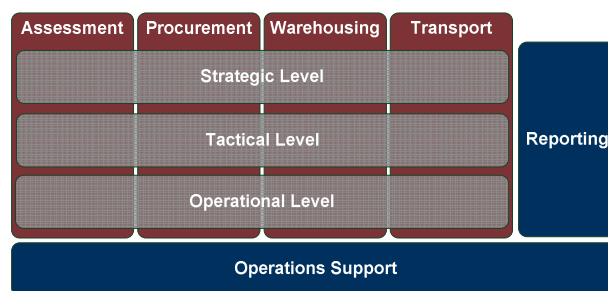 Assessment
Procurement
Warehousing
Transport
Strategic Level
Tactical Level
Reporting
Operational Level
Operations Support